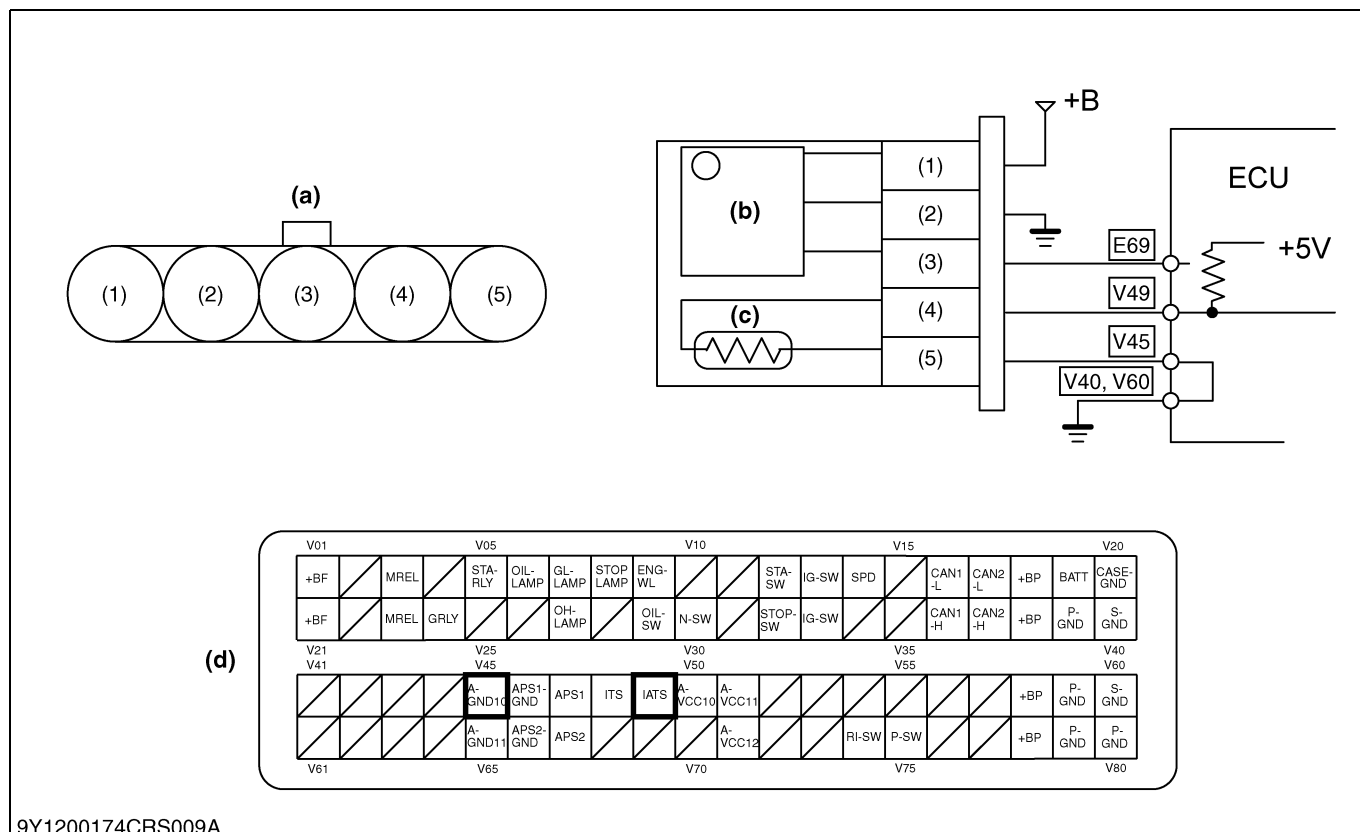 (a)
(1) (2) (3) (4) (5)
+B
(1)
(2)
(3)
(4)
(5)
(b)
(c)
ECU
+5V
E69
V49
V45
V40, V60
(d)
V01 V05 V10 V15 V20
+BF MREL STA-RLY OIL-LAMP GL-LAMP STOP LAMP ENG-WL STA-SW IG-SW SPD CAN1-L CAN2-L +BP BATT CASE-GND
+BF MREL GRLY OH-LAMP OIL-SW N-SW STOP-SW IG-SW CAN1-H CAN2-H +BP P-GND S-GND
V21 V25 V30 V35 V40
V41 V45 V50 V55 V60
A-GND10 APS1-GND APS1 ITS IATS A-VCC10 A-VCC11 +BP P-GND S-GND
A-GND11 APS2-GND APS2 A-VCC12 RI-SW P-SW +BP P-GND P-GND
V61 V65 V70 V75 V80
9Y1200174CRS009A